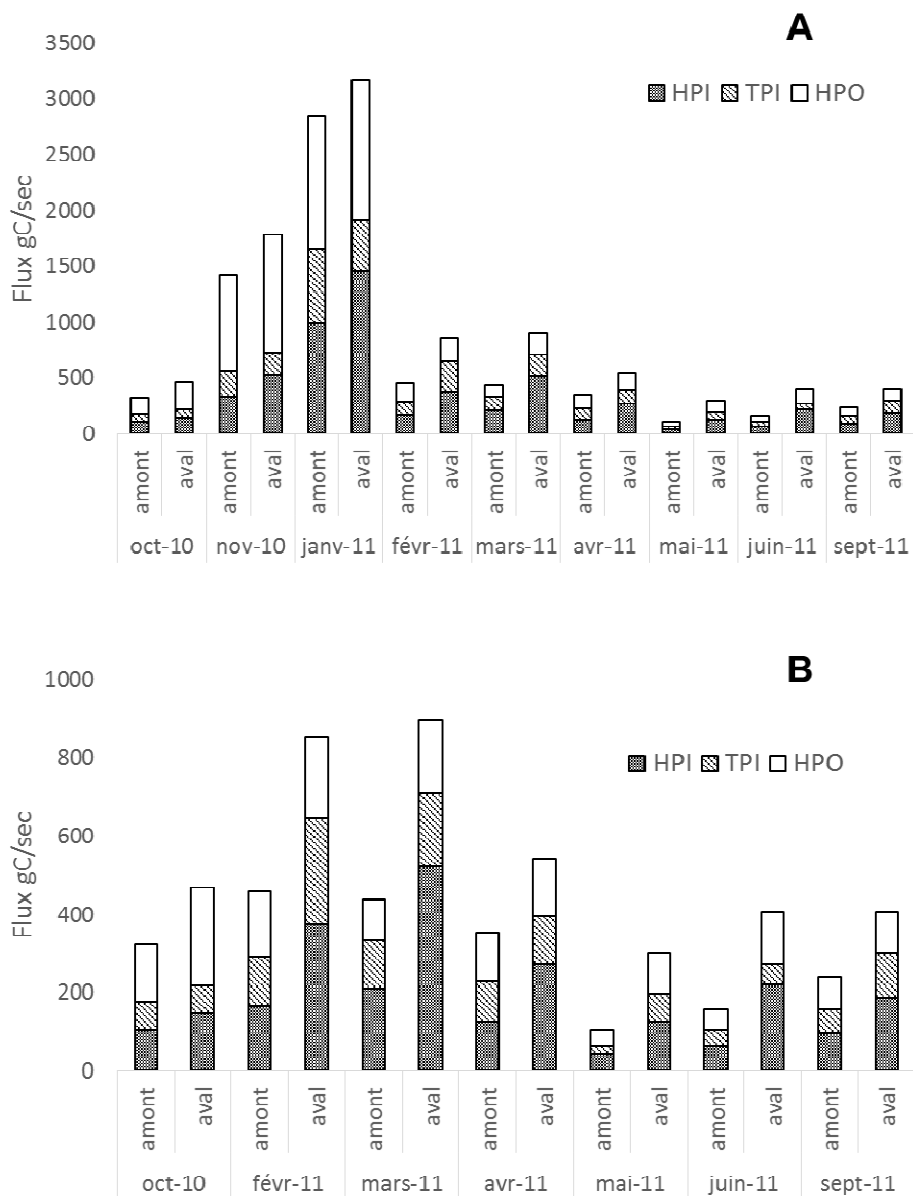 A
3500
3000
2500
2000
1500
1000
500
0
Flux gC/sec
HPI TPI HPO
amont aval amont aval amont aval amont aval amont aval amont aval amont aval amont aval amont aval
oct-10 nov-10 janv-11 févr-11 mars-11 avr-11 mai-11 juin-11 sept-11
B
1000
800
600
400
200
0
Flux gC/sec
HPI TPI HPO
amont aval amont aval amont aval amont aval amont aval amont aval amont aval
oct-10 févr-11 mars-11 avr-11 mai-11 juin-11 sept-11